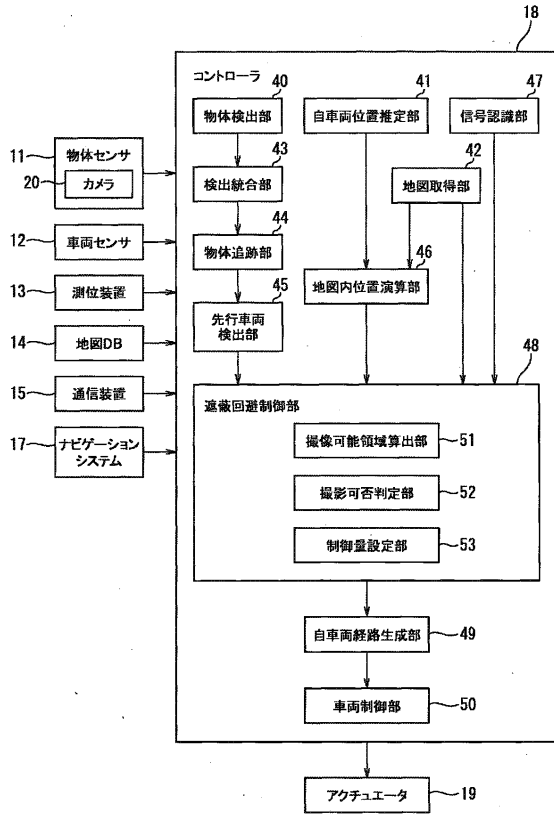 18
コントローラ
40
41
47
物体検出部
自車両位置推定部
信号認識部
11
物体センサ
20
カメラ
43
検出統合部
42
地図取得部
12
車両センサ
44
物体追跡部
46
地図内位置演算部
13
測位装置
45
先行車両
検出部
14
地図DB
48
15
通信装置
遮蔽回避制御部
17
ナビゲーション
システム
撮像可能領域算出部
51
撮影可否判定部
52
制御量設定部
53
自車両経路生成部
49
車両制御部
50
アクチュエータ
19